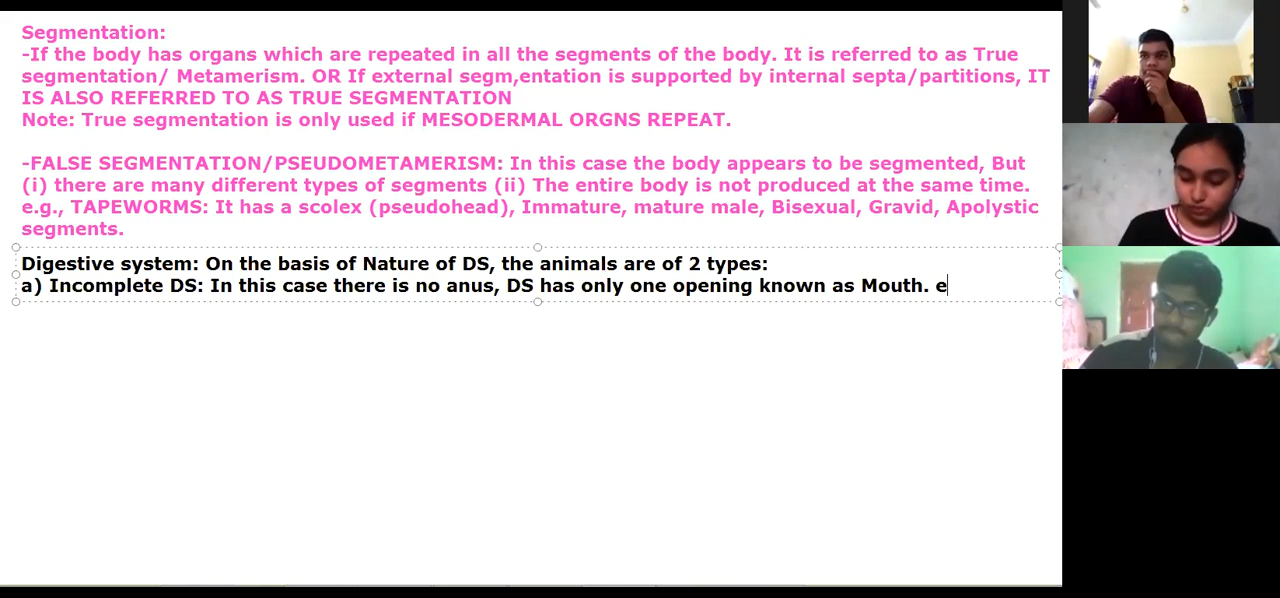 Segmentation:
-If the body has organs which are repeated in all the segments of the body. It is referred to as True
segmentation/ Metamerism. OR If external segm,entation is supported by internal septa/partitions, IT
IS ALSO REFERRED TO AS TRUE SEGMENTATION
Note: True segmentation is only used if MESODERMAL ORGNS REPEAT.
-FALSE SEGMENTATION/PSEUDOMETAMERISM: In this case the body appears to be segmented, But
(i) there are many different types of segments (ii) The entire body is not produced at the same time.
e.g., TAPEWORMS: It has a scolex (pseudohead), Immature, mature male, Bisexual, Gravid, Apolystic
segments.
Digestive system: On the basis of Nature of DS, the animals are of 2 types:
a) Incomplete DS: In this case there is no anus, DS has only one opening known as Mouth. e